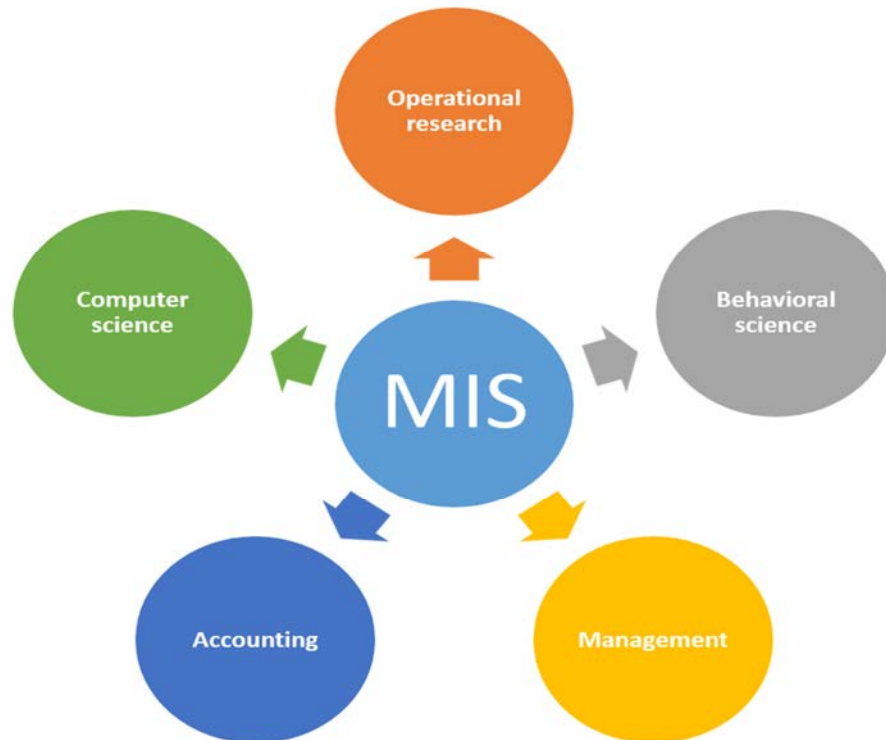 Operational
research
Computer
science
Behavioral
science
MIS
Accounting
Management